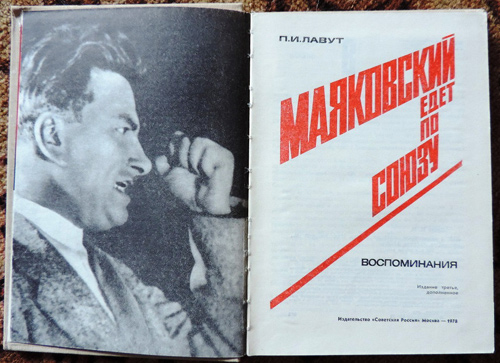 П.И.ЛАВУТ
МАЯКОВСКИЙ
ЕДЕТ
ПО
СОЮЗУ
ВОСПОМИНАНИЯ
Издание третье,
дополненное
Издательство «Советская Россия» Москва — 1978